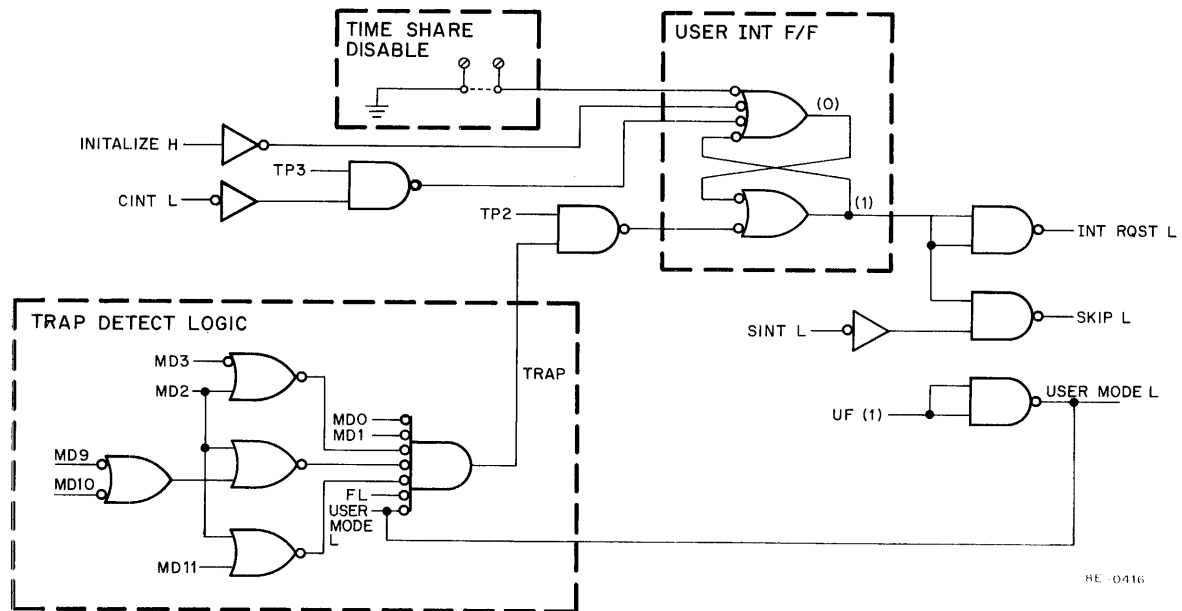 TIME SHARE
DISABLE
USER INT F/F
(0)
INITALIZE H
TP3
CINT L
TP2
(1)
INT RQST L
SINT L
SKIP L
TRAP DETECT LOGIC
MD3
MD2
TRAP
USER MODE L
UF (1)
MD0
MD1
MD9
MD10
FL
USER
MODE
L
MD11
8E-0416